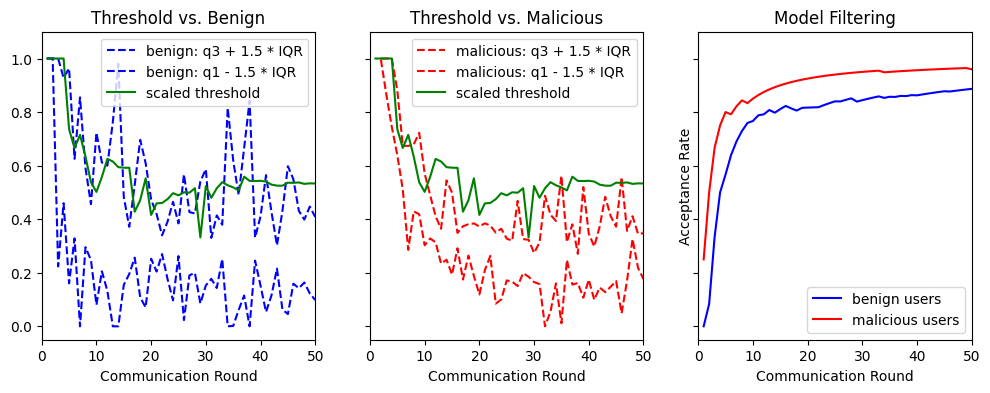 Threshold vs. Benign
benign: q3 + 1.5 * IQR
benign: q1 - 1.5 * IQR
scaled threshold
1.0
0.8
0.6
0.4
0.2
0.0
0
10
20
30
40
50
Communication Round
Threshold vs. Malicious
malicious: q3 + 1.5 * IQR
malicious: q1 - 1.5 * IQR
scaled threshold
0
10
20
30
40
50
Communication Round
Model Filtering
Acceptance Rate
benign users
malicious users
0
10
20
30
40
50
Communication Round